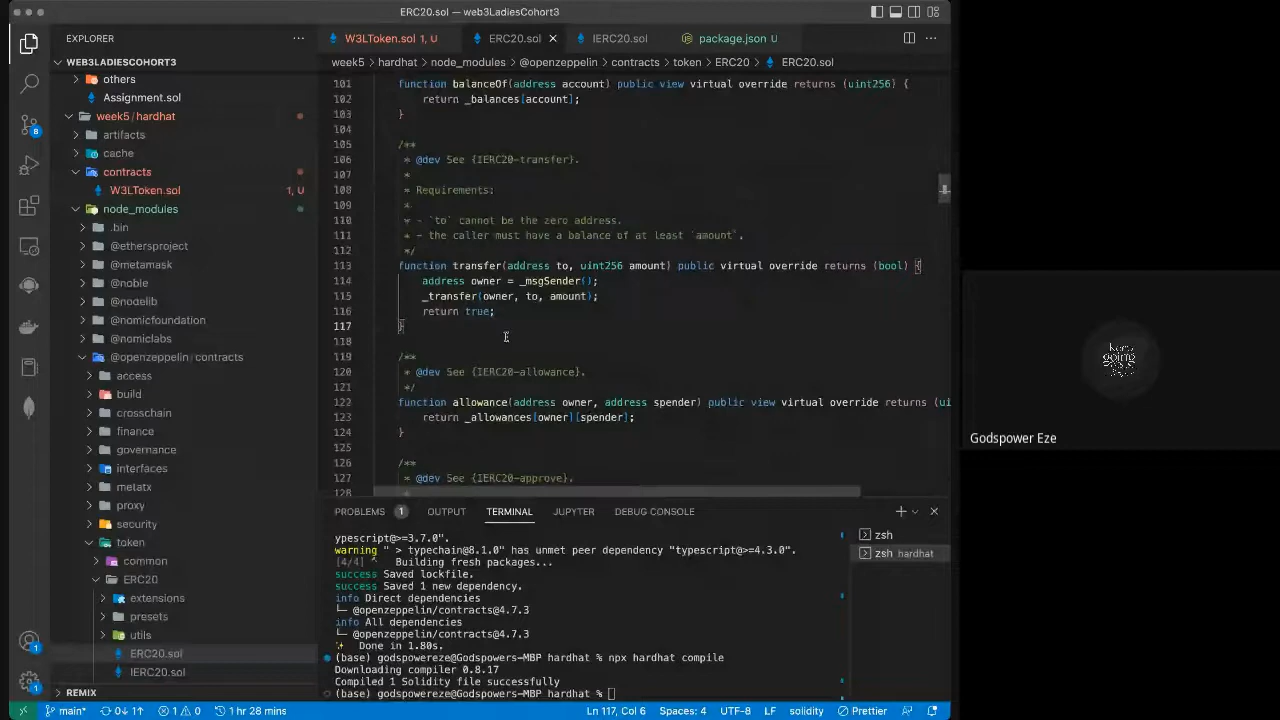 ERC20.sol — web3LadiesCohort3
EXPLORER
W3LToken.sol 1, U
ERC20.sol
IERC20.sol
package.json U
WEB3LADIESCOHORT3
week5 > hardhat > node_modules > @openzeppelin > contracts > token > ERC20 > ERC20.sol
others
Assignment.sol
week5 / hardhat
artifacts
cache
contracts
W3LToken.sol 1, U
node_modules
.bin
@ethersproject
@metamask
@noble
@nodelib
@nomicfoundation
@nomiclabs
@openzeppelin / contracts
access
build
crosschain
finance
governance
interfaces
metatx
proxy
security
token
common
ERC20
extensions
presets
utils
ERC20.sol
IERC20.sol
REMIX
101 function balanceOf(address account) public view virtual override returns (uint256) {
102 return _balances[account];
103 }
104
105 /**
106 * @dev See {IERC20-transfer}.
107 *
108 * Requirements:
109 *
110 * - `to` cannot be the zero address.
111 * - the caller must have a balance of at least `amount`.
112 */
113 function transfer(address to, uint256 amount) public virtual override returns (bool) {
114 address owner = _msgSender();
115 _transfer(owner, to, amount);
116 return true;
117 }
118
119 /**
120 * @dev See {IERC20-allowance}.
121 */
122 function allowance(address owner, address spender) public view virtual override returns (ui
123 return _allowances[owner][spender];
124 }
125
126 /**
127 * @dev See {IERC20-approve}.
128 *
PROBLEMS 1
OUTPUT
TERMINAL
JUPYTER
DEBUG CONSOLE
ypescript@>=3.7.0".
warning " > typechain@8.1.0" has unmet peer dependency "typescript@>=4.3.0".
[4/4] Building fresh packages...
success Saved lockfile.
success Saved 1 new dependency.
info Direct dependencies
└─ @openzeppelin/contracts@4.7.3
info All dependencies
└─ @openzeppelin/contracts@4.7.3
Done in 1.80s.
(base) godspowereze@Godspowers-MBP hardhat % npx hardhat compile
Downloading compiler 0.8.17
Compiled 1 Solidity file successfully
(base) godspowereze@Godspowers-MBP hardhat %
zsh
zsh hardhat
8
1
1
main* 0↓ 1↑ 1 0 1 hr 28 mins
Ln 117, Col 6 Spaces: 4 UTF-8 LF solidity Prettier
keep
going
Godspower Eze